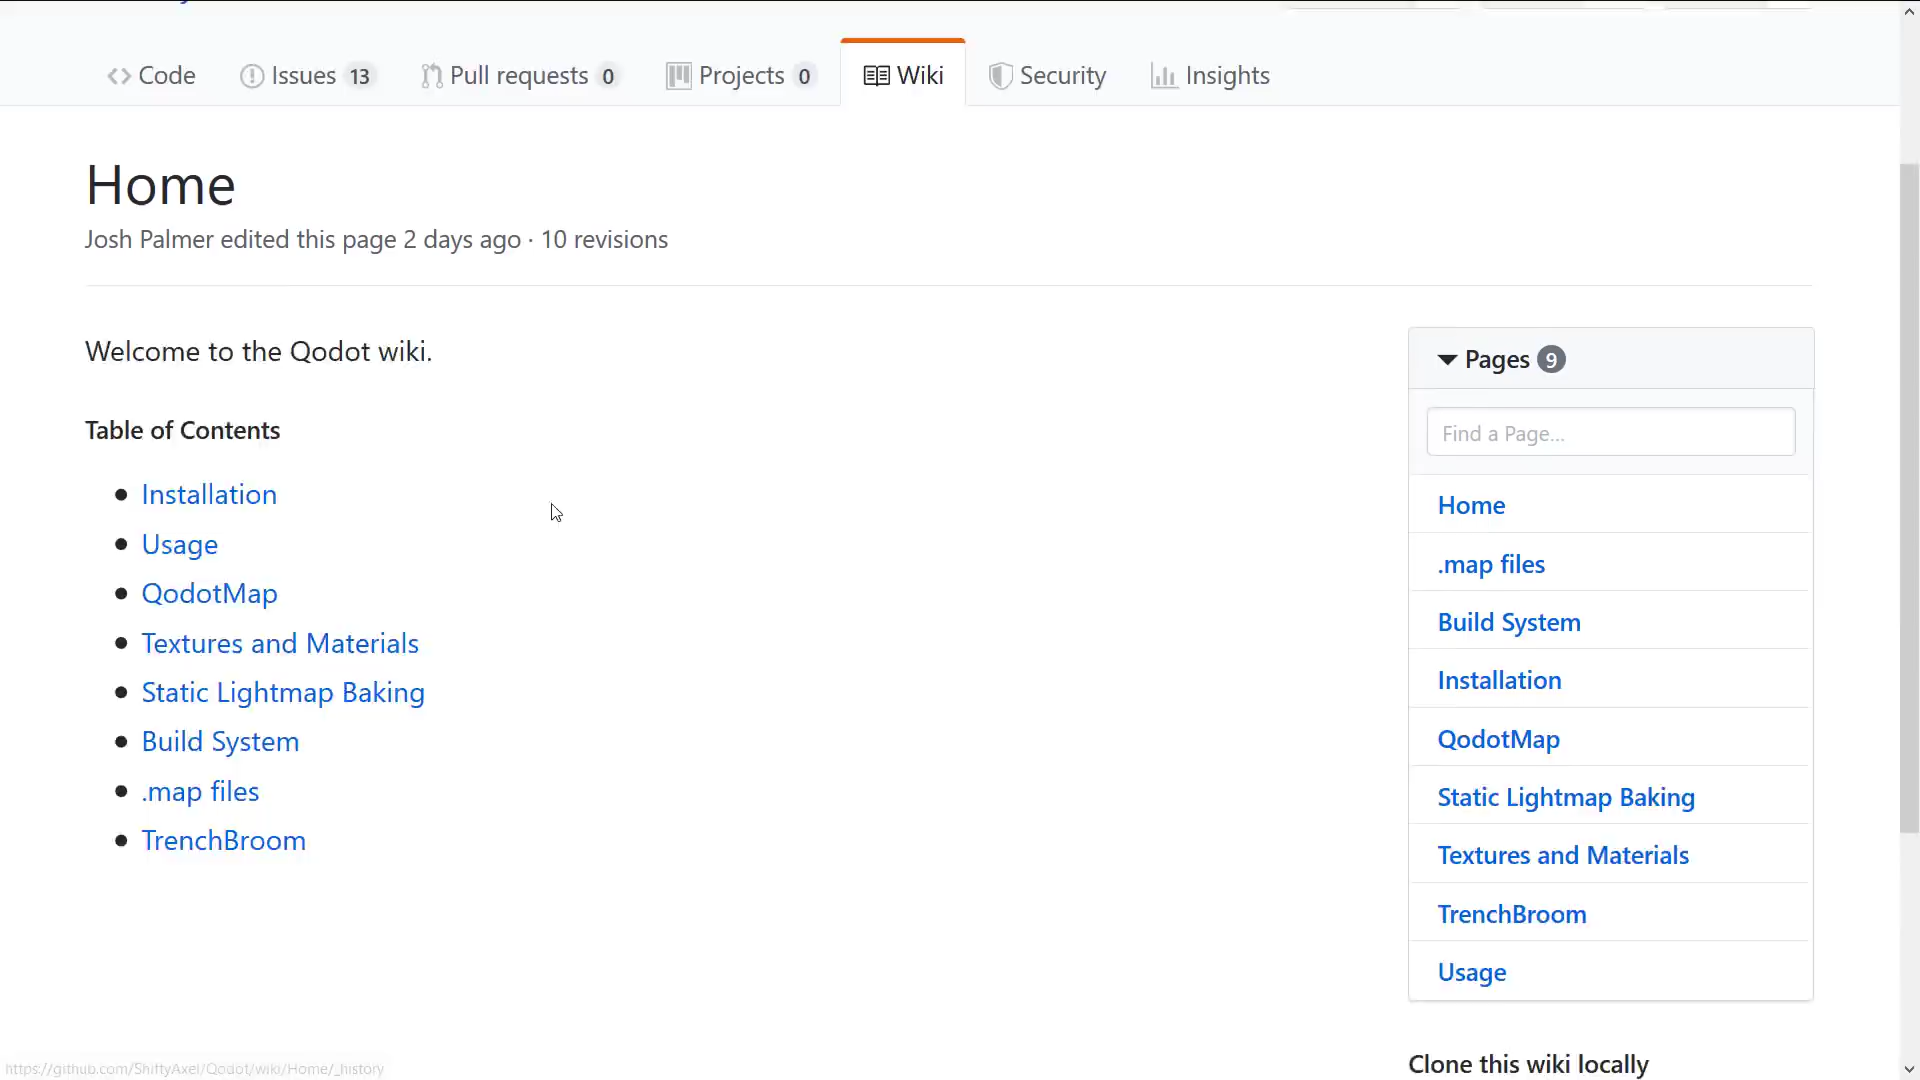 Code
Issues 13
Pull requests 0
Projects 0
Wiki
Security
Insights
Home
Josh Palmer edited this page 2 days ago · 10 revisions
Welcome to the Qodot wiki.
Table of Contents
Installation
Usage
QodotMap
Textures and Materials
Static Lightmap Baking
Build System
.map files
TrenchBroom
Pages 9
Find a Page...
Home
.map files
Build System
Installation
QodotMap
Static Lightmap Baking
Textures and Materials
TrenchBroom
Usage
Clone this wiki locally
https://github.com/ShiftyAxel/Qodot/wiki/Home/_history